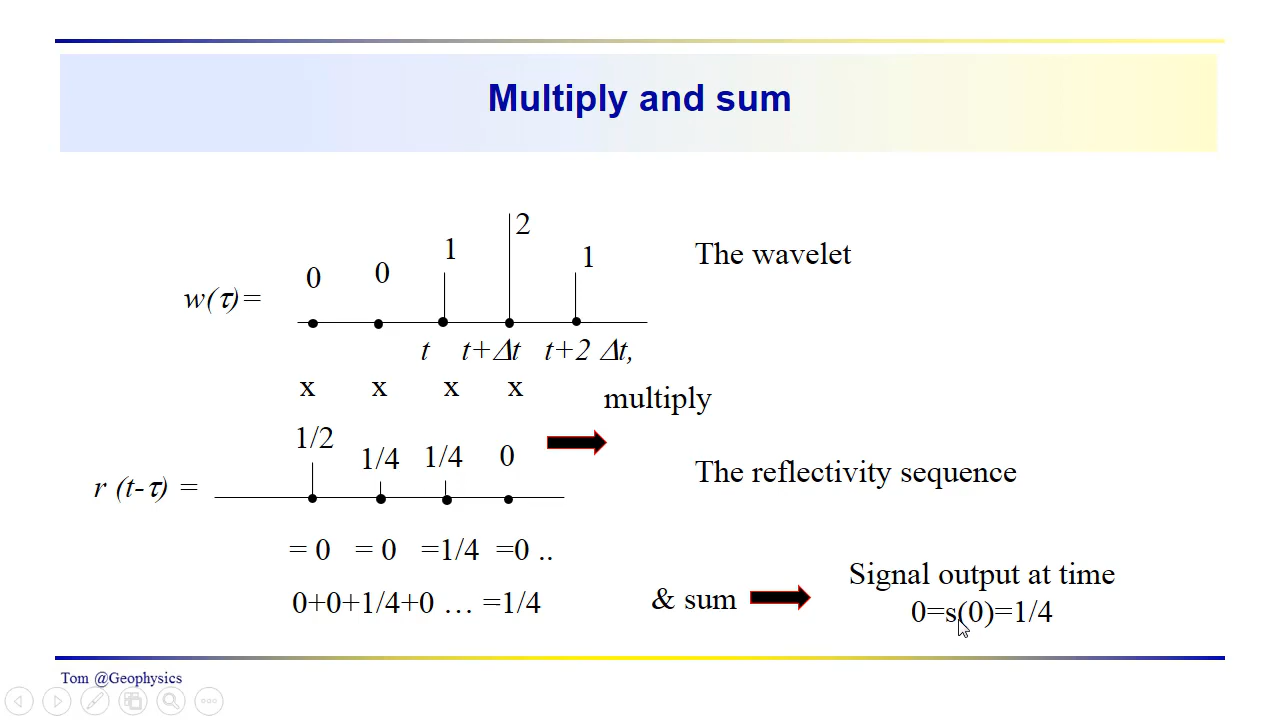 Multiply and sum
2
1
1
0
0
The wavelet
w(τ)=
t t+Δt t+2 Δt,
x x x x
multiply
1/2
1/4 1/4 0
The reflectivity sequence
r (t-τ) =
= 0 = 0 =1/4 =0 ..
Signal output at time
0=s(0)=1/4
0+0+1/4+0 … =1/4
& sum
Tom @Geophysics